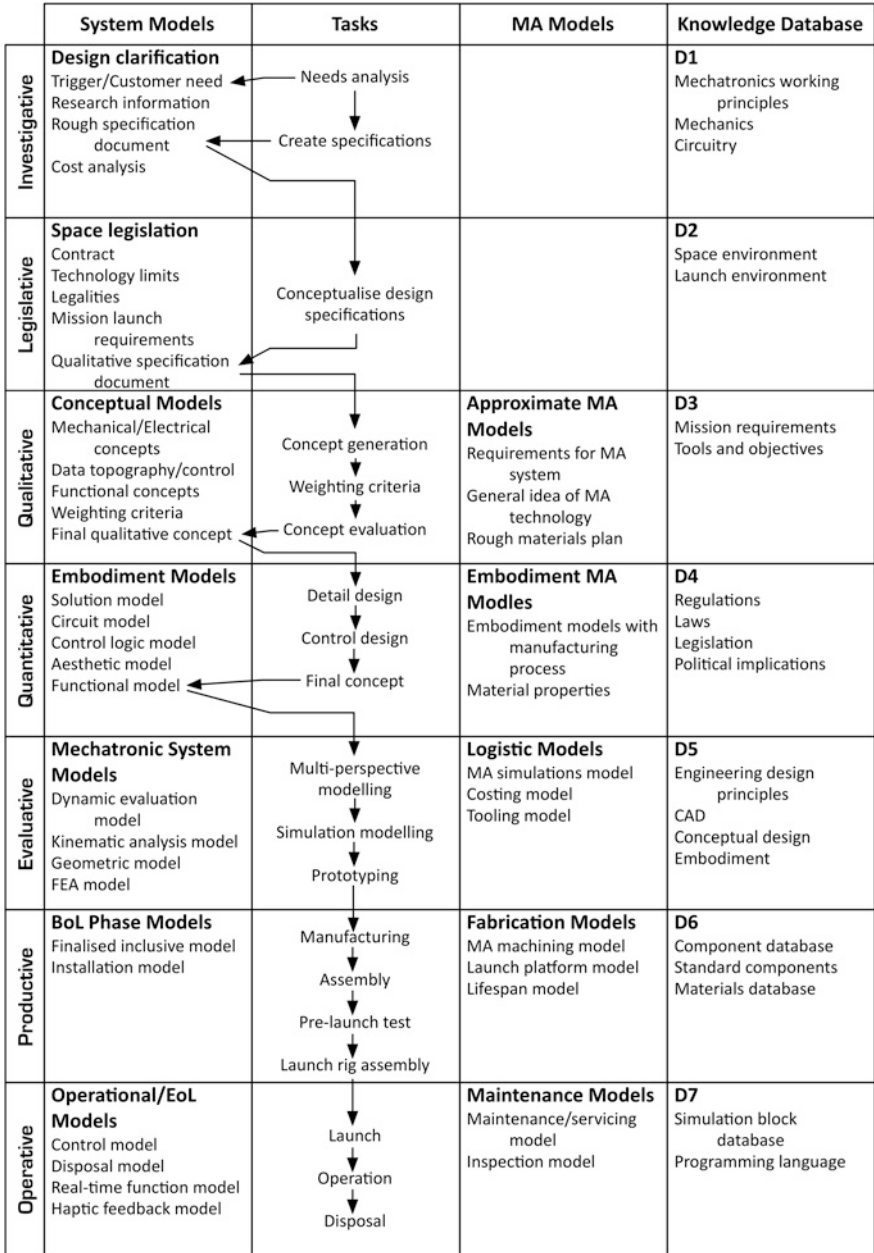 System Models
Tasks
MA Models
Knowledge Database
Investigative
Design clarification
Trigger/Customer need
Research information
Rough specification
document
Cost analysis
Needs analysis
Create specifications
D1
Mechatronics working
principles
Mechanics
Circuitry
Legislative
Space legislation
Contract
Technology limits
Legalities
Mission launch
requirements
Qualitative specification
document
Conceptualise design
specifications
D2
Space environment
Launch environment
Qualitative
Conceptual Models
Mechanical/Electrical
concepts
Data topography/control
Functional concepts
Weighting criteria
Final qualitative concept
Concept generation
Weighting criteria
Concept evaluation
Approximate MA
Models
Requirements for MA
system
General idea of MA
technology
Rough materials plan
D3
Mission requirements
Tools and objectives
Quantitative
Embodiment Models
Solution model
Circuit model
Control logic model
Aesthetic model
Functional model
Detail design
Control design
Final concept
Embodiment MA
Modles
Embodiment models with
manufacturing
process
Material properties
D4
Regulations
Laws
Legislation
Political implications
Evaluative
Mechatronic System
Models
Dynamic evaluation
model
Kinematic analysis model
Geometric model
FEA model
Multi-perspective
modelling
Simulation modelling
Prototyping
Logistic Models
MA simulations model
Costing model
Tooling model
D5
Engineering design
principles
CAD
Conceptual design
Embodiment
Productive
BoL Phase Models
Finalised inclusive model
Installation model
Manufacturing
Assembly
Pre-launch test
Launch rig assembly
Fabrication Models
MA machining model
Launch platform model
Lifespan model
D6
Component database
Standard components
Materials database
Operative
Operational/EoL
Models
Control model
Disposal model
Real-time function model
Haptic feedback model
Launch
Operation
Disposal
Maintenance Models
Maintenance/servicing
model
Inspection model
D7
Simulation block
database
Programming language